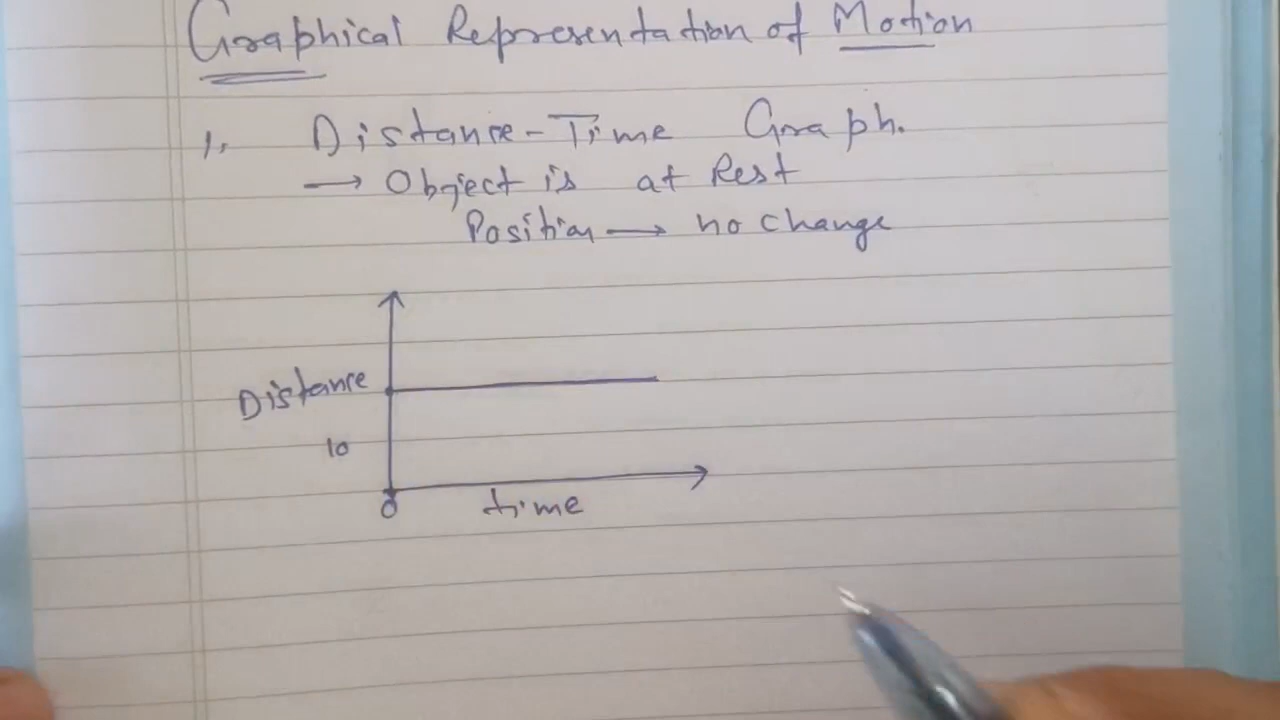 Graphical Representation of Motion
1. Distance-Time Graph.
→ Object is at Rest
Position → no change
Distance
10
0 time